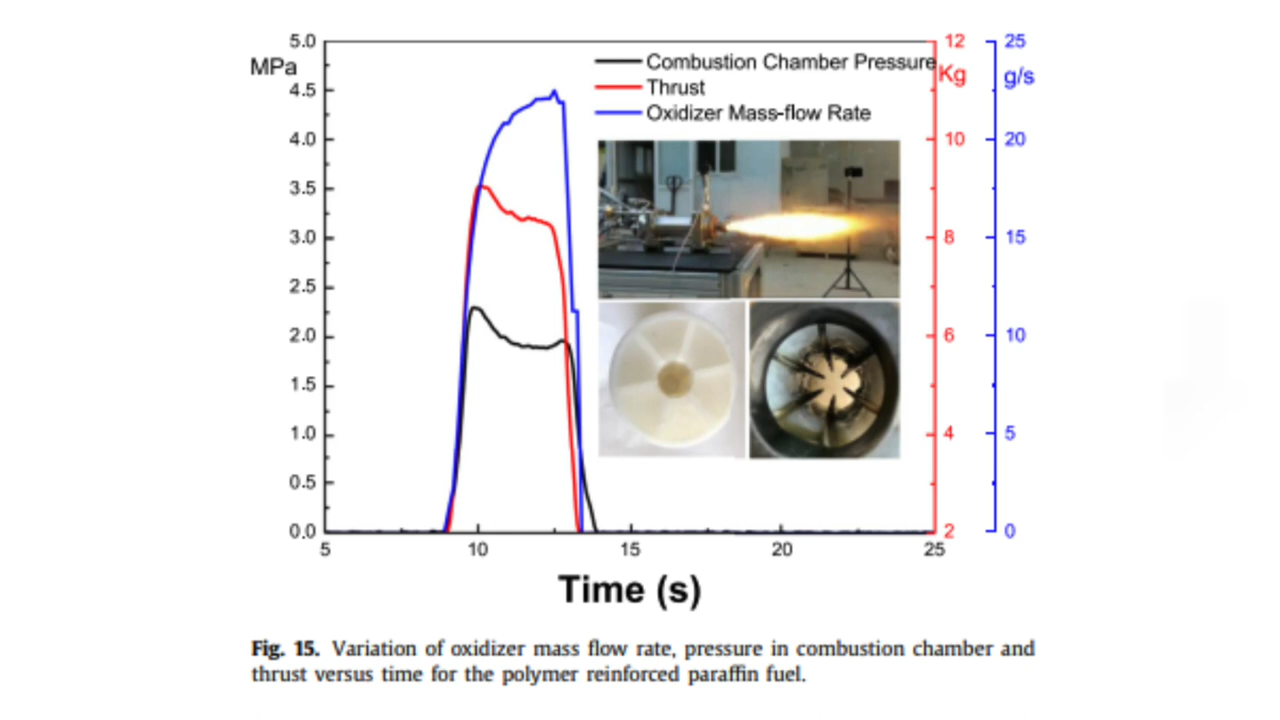 5.0
MPa
4.5
4.0
3.5
3.0
2.5
2.0
1.5
1.0
0.5
0.0
Combustion Chamber Pressure
Thrust
Oxidizer Mass-flow Rate
12
Kg
10
8
6
4
2
25
g/s
20
15
10
5
0
5 10 15 20 25
Time (s)
Fig. 15. Variation of oxidizer mass flow rate, pressure in combustion chamber and
thrust versus time for the polymer reinforced paraffin fuel.